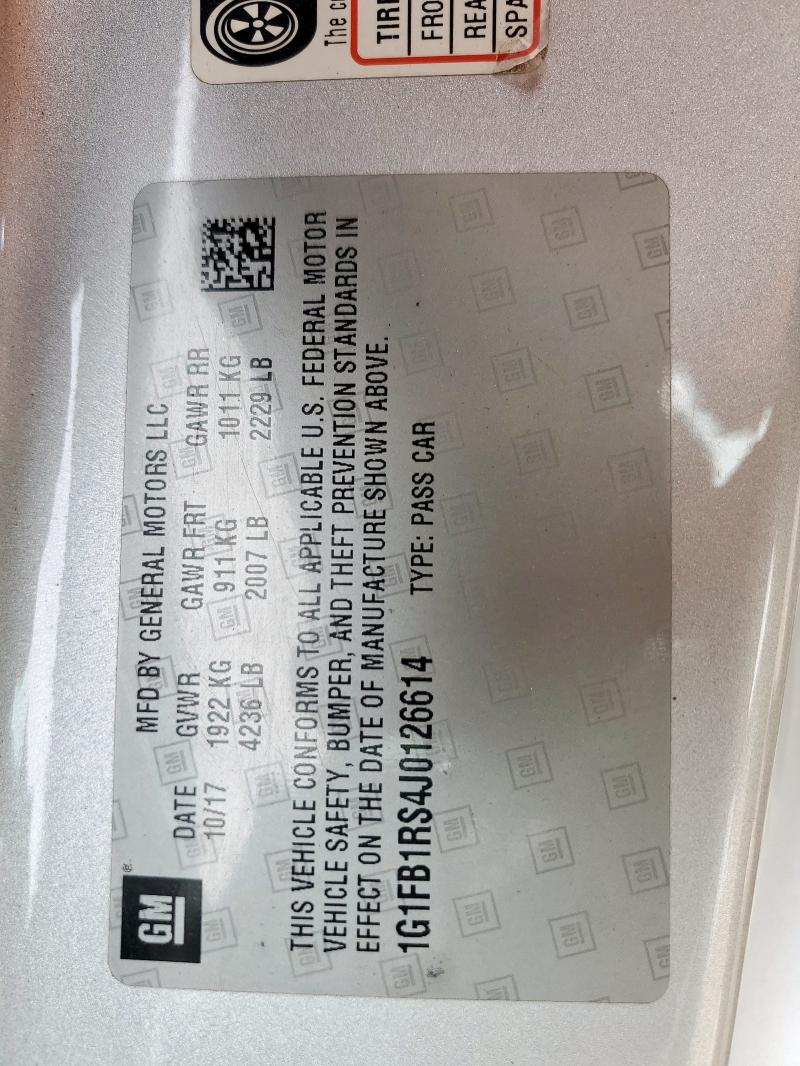 The
TIRE
FRO
REA
SPA
GM
®
MFD BY GENERAL MOTORS LLC
DATE GVWR GAWR FRT GAWR RR
10/17 1922 KG 911 KG 1011 KG
4236 LB 2007 LB 2229 LB
THIS VEHICLE CONFORMS TO ALL APPLICABLE U.S. FEDERAL MOTOR
VEHICLE SAFETY, BUMPER, AND THEFT PREVENTION STANDARDS IN
EFFECT ON THE DATE OF MANUFACTURE SHOWN ABOVE.
1G1FB1RS4J0126614 TYPE: PASS CAR